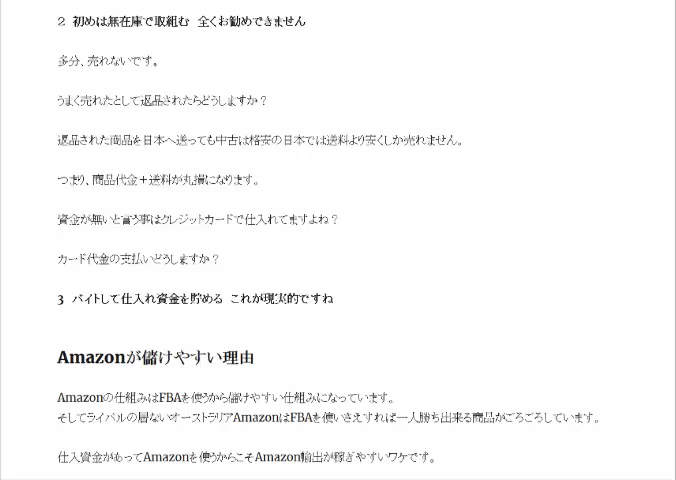 2 初めは無在庫で取組む 全くお勧めできません
多分、売れないです。
うまく売れたとして返品されたらどうしますか？
返品された商品を日本へ送っても中古は格安の日本では送料より安くしか売れません。
つまり、商品代金＋送料が丸損になります。
資金が無いと言う事はクレジットカードで仕入れてますよね？
カード代金の支払いどうしますか？
3 バイトして仕入れ資金を貯める これが現実的ですね
Amazonが儲けやすい理由
Amazonの仕組みはFBAを使うから儲けやすい仕組みになっています。
そしてライバルの居ないオーストラリアAmazonはFBAを使いさえすれば一人勝ち出来る商品がごろごろしています。
仕入資金があってAmazonを使うからこそAmazon輸出が稼ぎやすいワケです。